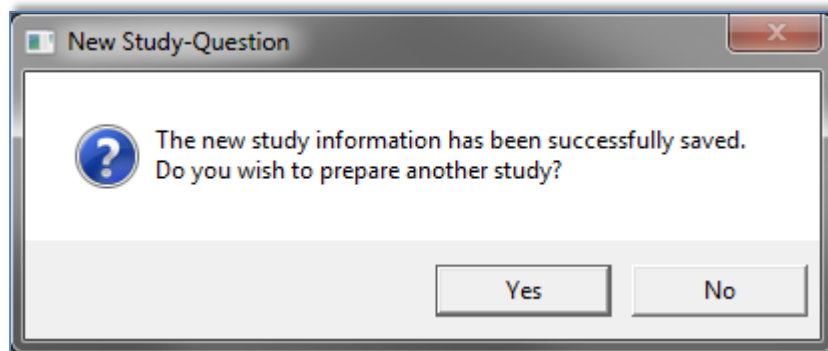 New Study-Question
The new study information has been successfully saved.
Do you wish to prepare another study?
Yes
No